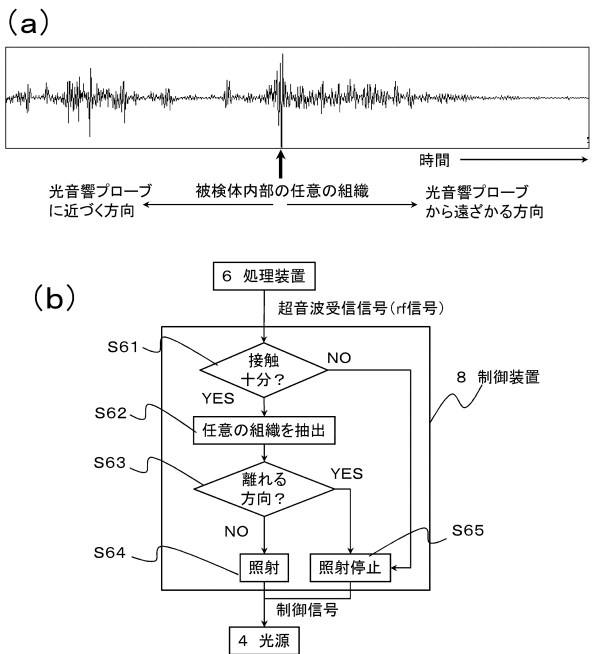 (a)
時間
光音響プローブ
に近づく方向
被検体内部の任意の組織
光音響プローブ
から遠ざかる方向
(b)
6 処理装置
超音波受信信号(rf信号)
S61
接触
十分?
NO
8 制御装置
YES
S62
任意の組織を抽出
S63
離れる
方向?
YES
NO
S65
S64
照射
照射停止
制御信号
4 光源